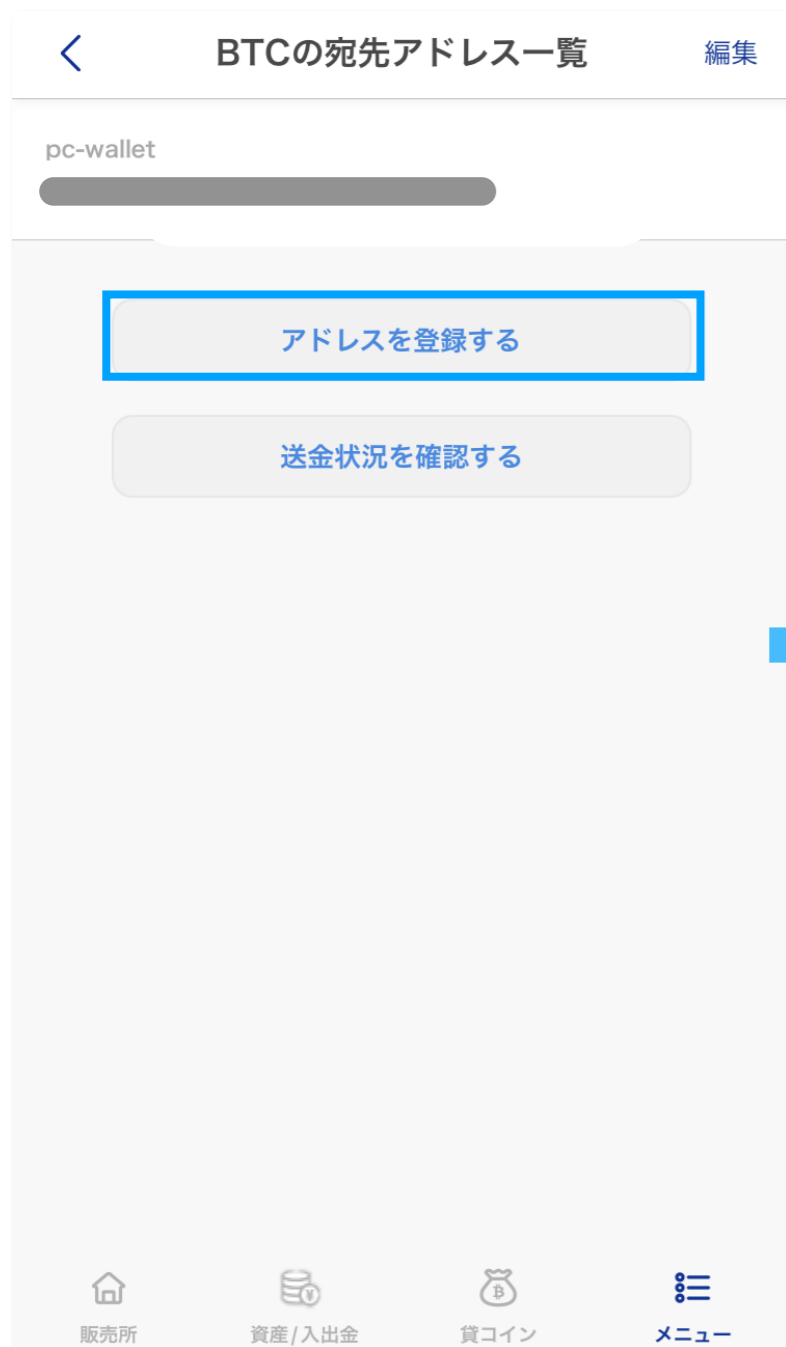 BTCの宛先アドレス一覧 編集
pc-wallet
アドレスを登録する
送金状況を確認する
販売所 資産/入出金 貸コイン メニュー